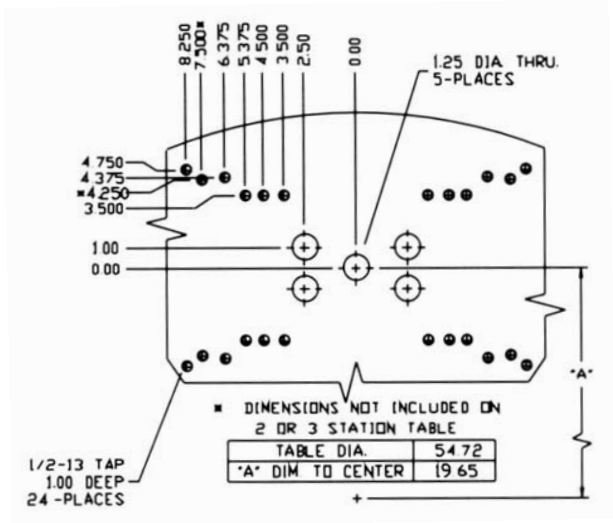 8.250
7.500*
6.375
5.375
4.500
3.500
2.50
0.00
1.25 DIA. THRU.
5-PLACES
4.750
4.375
*4.250
3.500
1.00
0.00
"A"
* DIMENSIONS NOT INCLUDED ON
2 OR 3 STATION TABLE
TABLE DIA. 54.72
"A" DIM. TO CENTER 19.65
1/2-13 TAP
1.00 DEEP
24-PLACES